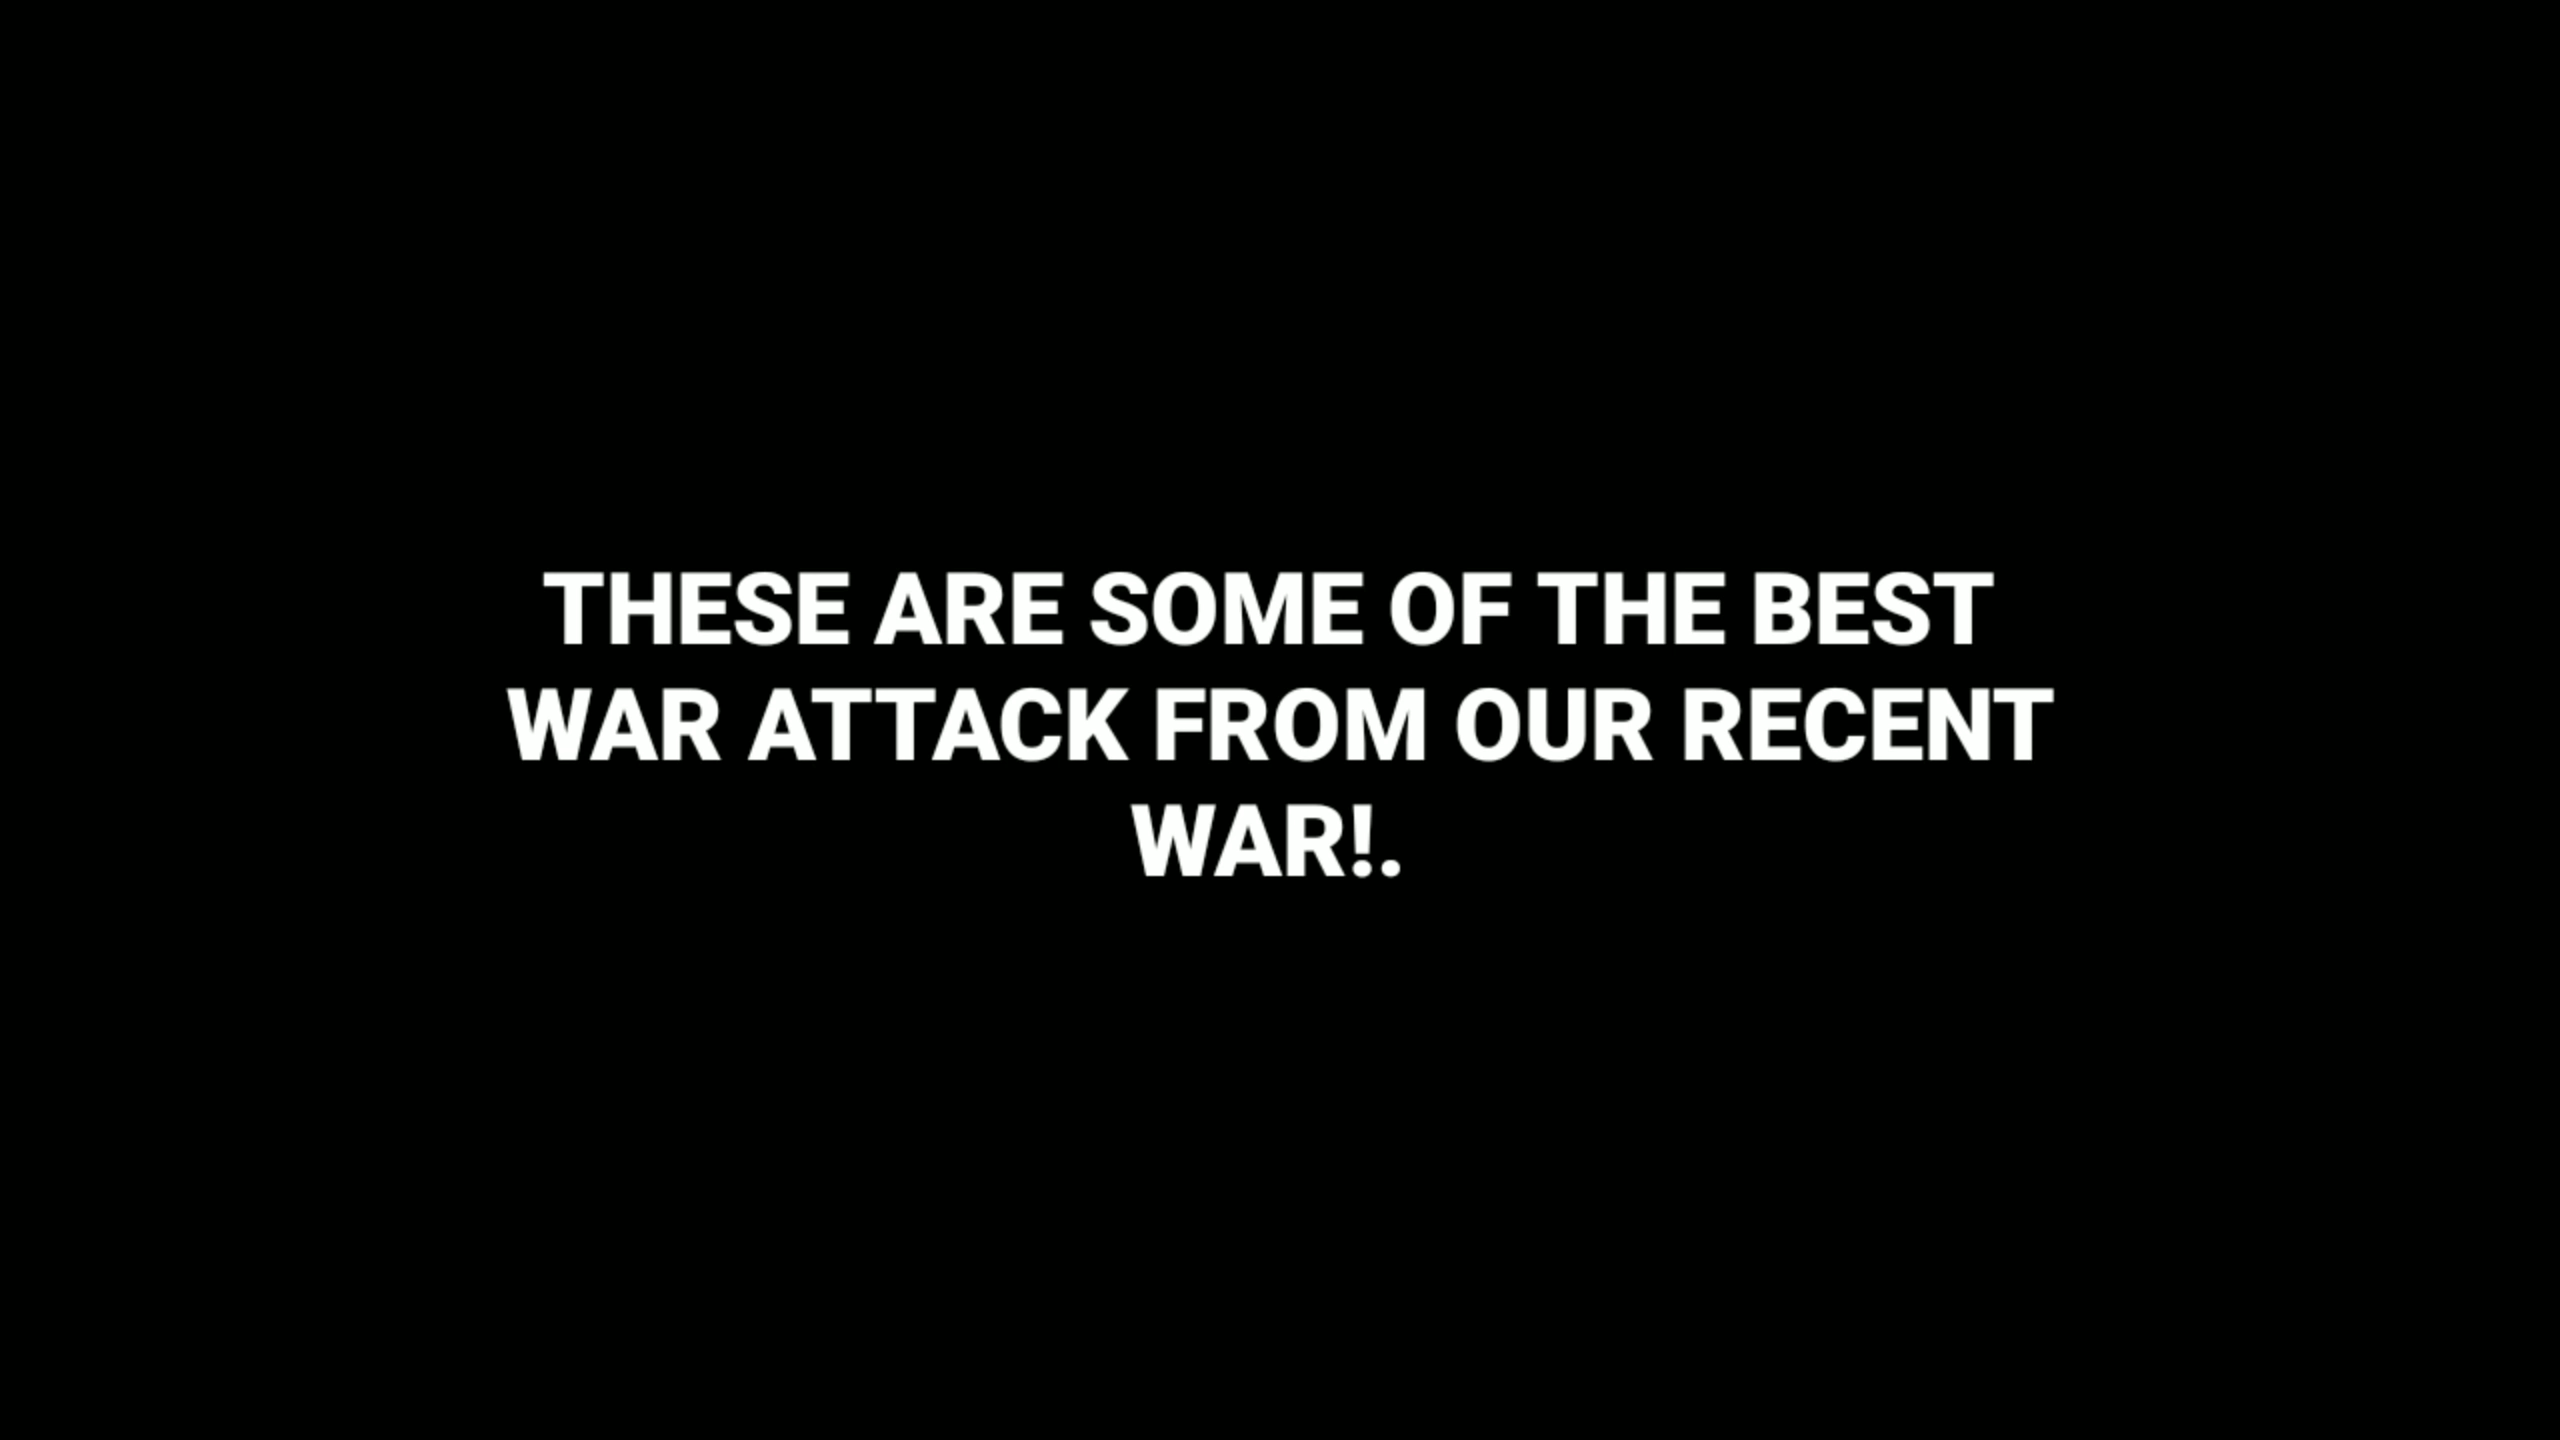 THESE ARE SOME OF THE BEST
WAR ATTACK FROM OUR RECENT
WAR!.